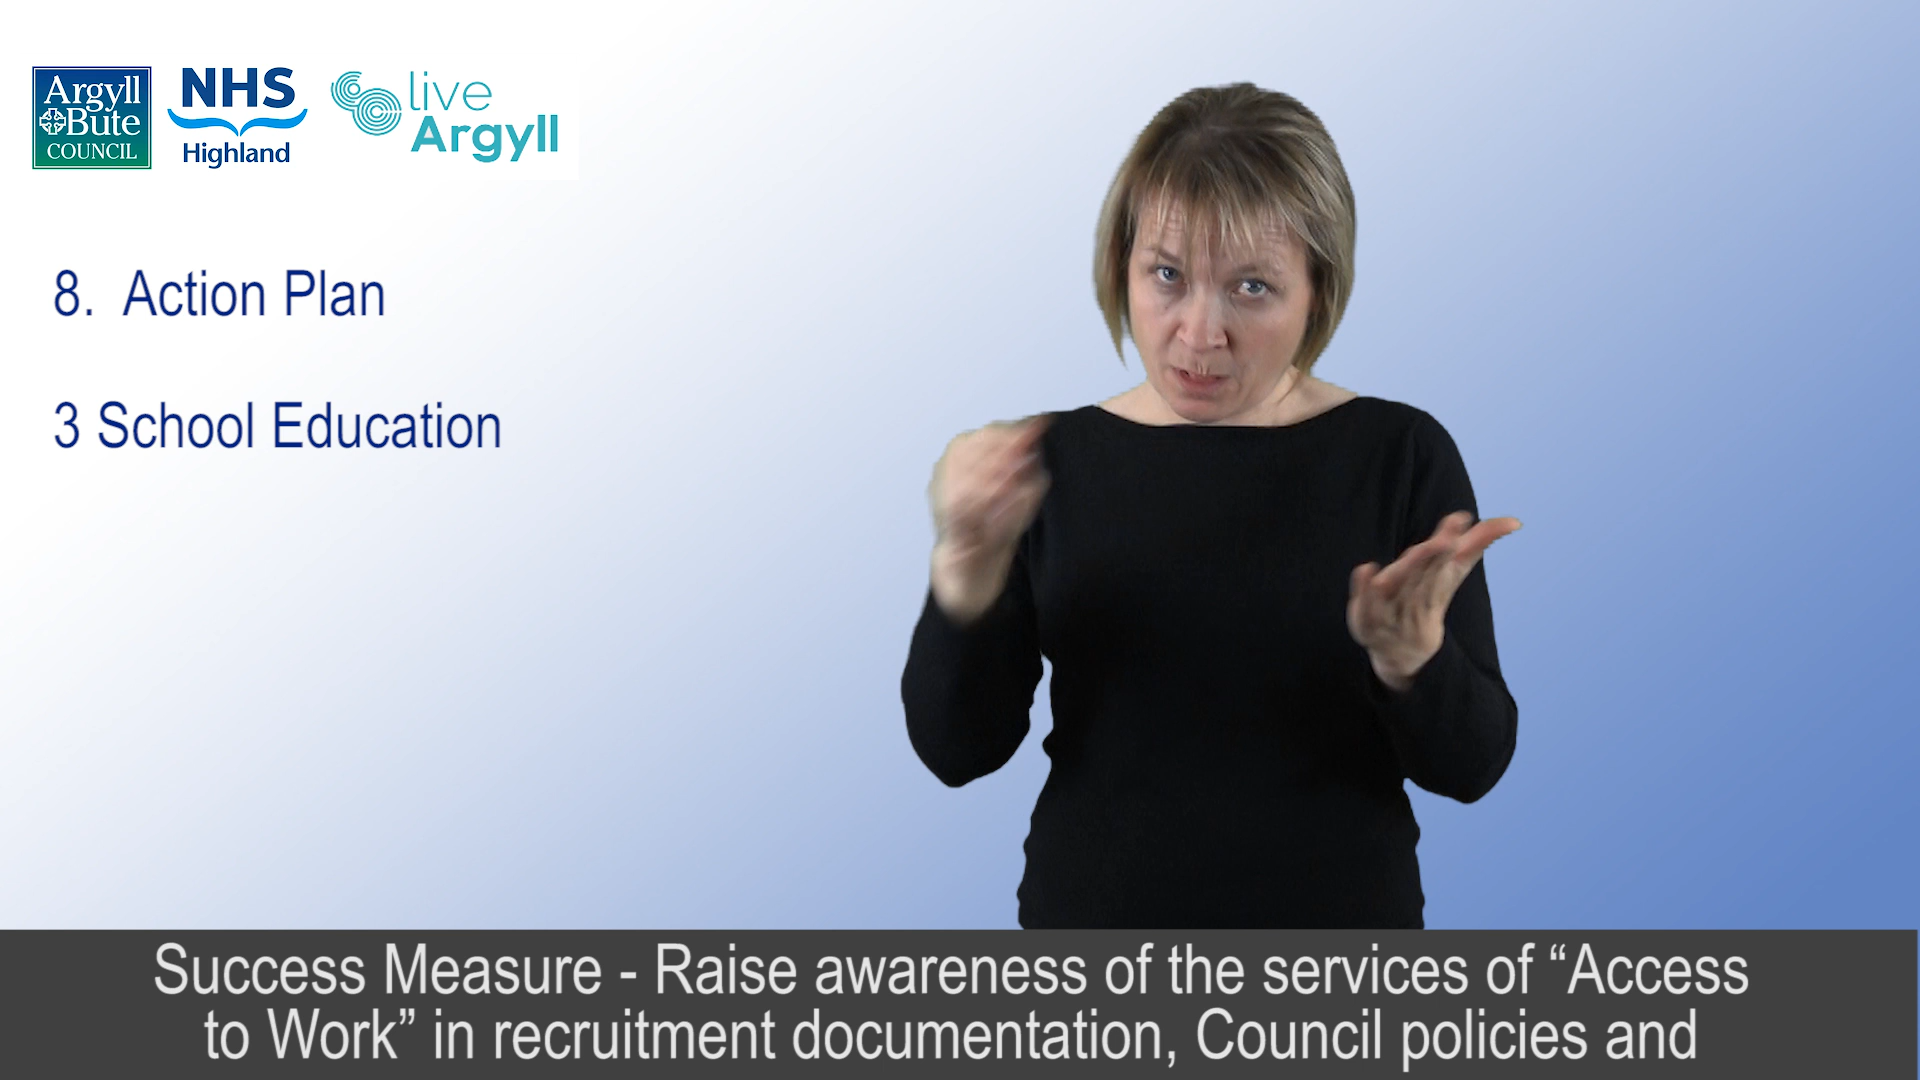 Argyll
& Bute
COUNCIL
NHS
Highland
live
Argyll
8. Action Plan
3 School Education
Success Measure - Raise awareness of the services of “Access
to Work” in recruitment documentation, Council policies and